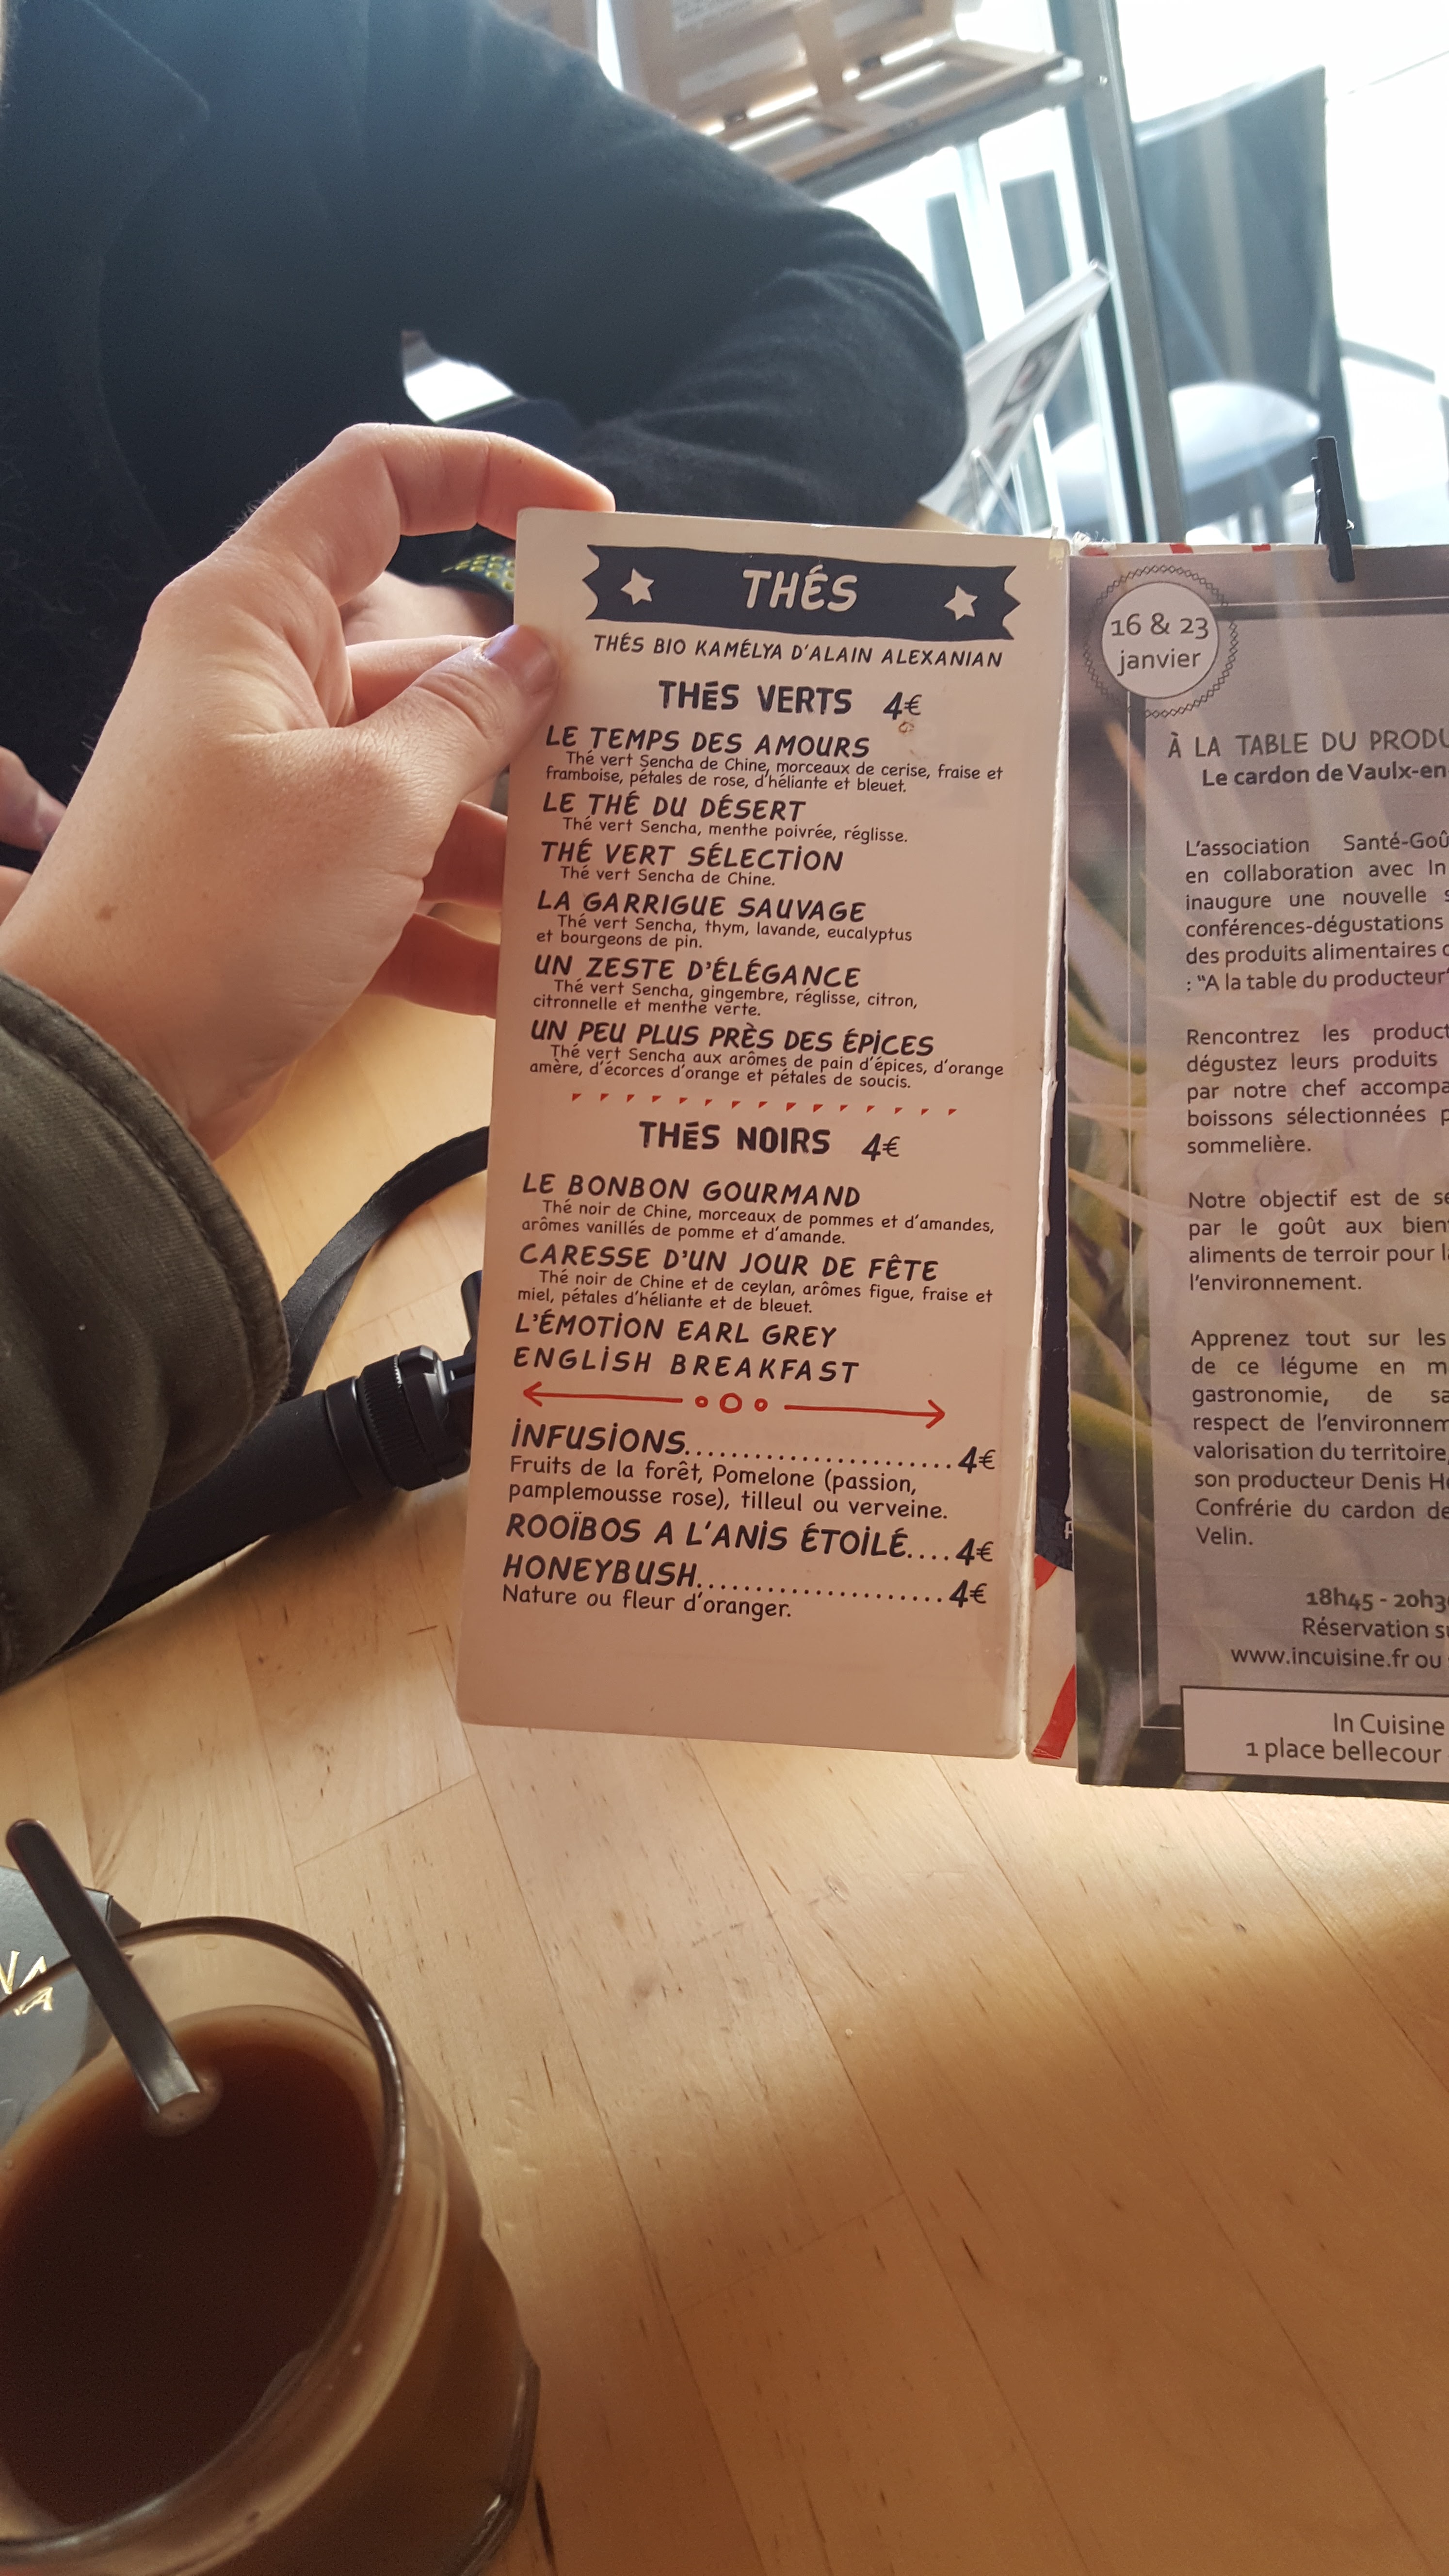 THÉS
THÉS BIO KAMÉLYA D'ALAIN ALEXANIAN
THÉS VERTS 4€
LE TEMPS DES AMOURS
Thé vert Sencha de Chine, morceaux de cerise, fraise et
framboise, pétales de rose, d'héliante et bleuet.
LE THÉ DU DÉSERT
Thé vert Sencha, menthe poivrée, réglisse.
THÉ VERT SÉLECTION
Thé vert Sencha de Chine.
LA GARRIGUE SAUVAGE
Thé vert Sencha, thym, lavande, eucalyptus
et bourgeons de pin.
UN ZESTE D'ÉLÉGANCE
Thé vert Sencha, gingembre, réglisse, citron,
citronnelle et menthe verte.
UN PEU PLUS PRÈS DES ÉPICES
Thé vert Sencha aux arômes de pain d'épices, d'orange
amère, d'écorces d'orange et pétales de soucis.
THÉS NOIRS 4€
LE BONBON GOURMAND
Thé noir de Chine, morceaux de pommes et d'amandes,
arômes vanillés de pomme et d'amande.
CARESSE D'UN JOUR DE FÊTE
Thé noir de Chine et de ceylan, arômes figue, fraise et
miel, pétales d'héliante et de bleuet.
L'ÉMOTION EARL GREY
ENGLISH BREAKFAST
INFUSIONS.........................4€
Fruits de la forêt, Pomelone (passion,
pamplemousse rose), tilleul ou verveine.
ROOÏBOS A L'ANIS ÉTOILÉ....4€
HONEYBUSH.......................4€
Nature ou fleur d'oranger.
16 & 23
janvier
À LA TABLE DU PRODU
Le cardon de Vaulx-en
L'association Santé-Goû
en collaboration avec In
inaugure une nouvelle s
conférences-dégustations
des produits alimentaires
: "A la table du producteur"
Rencontrez les product
dégustez leurs produits
par notre chef accompa
boissons sélectionnées p
sommelière.
Notre objectif est de se
par le goût aux bien
aliments de terroir pour l
l'environnement.
Apprenez tout sur les
de ce légume en m
gastronomie, de sa
respect de l'environnem
valorisation du territoire,
son producteur Denis H
Confrérie du cardon de
Velin.
18h45 - 20h3
Réservation su
www.incuisine.fr ou
In Cuisine
1 place bellecour
NA